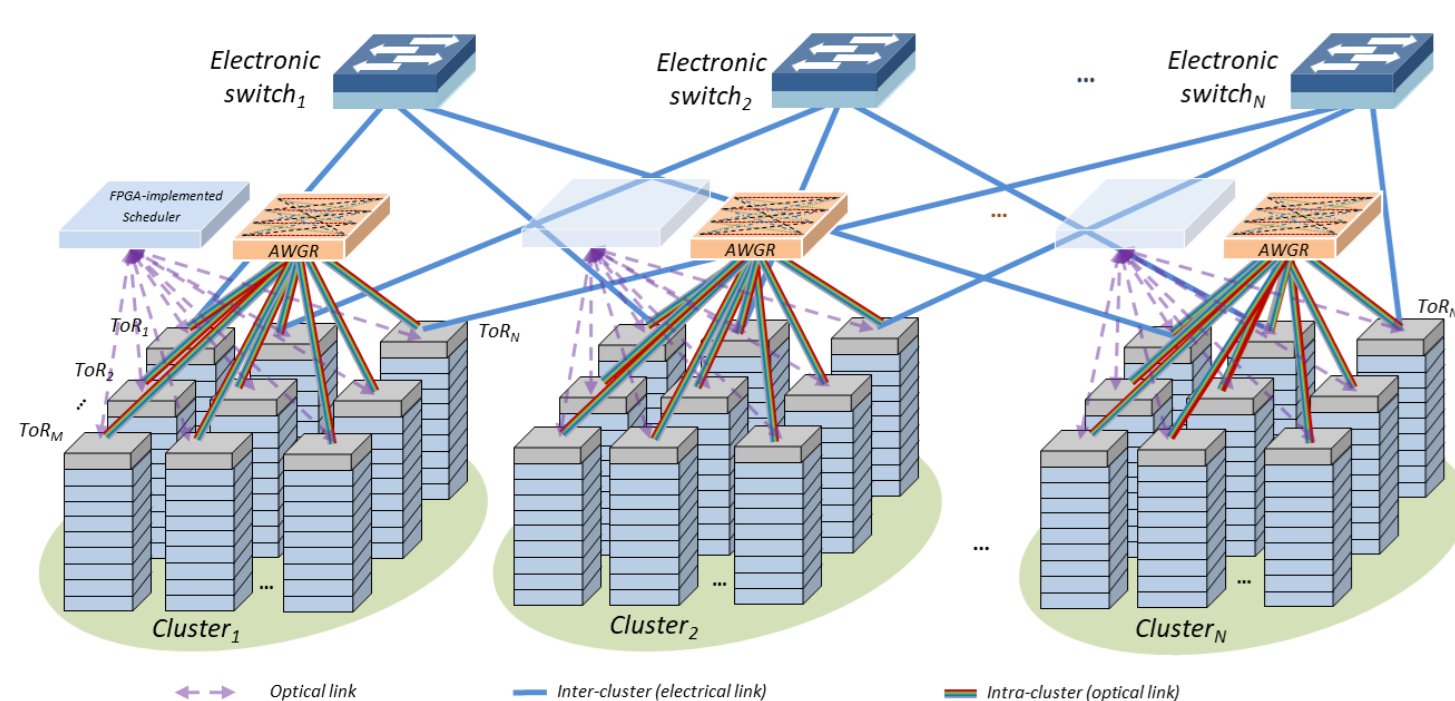 Electronic
switch1
Electronic
switch2
...
Electronic
switchN
FPGA-implemented
Scheduler
AWGR
AWGR
...
AWGR
ToR1
ToRN
ToRN
ToR2
...
ToRM
...
...
...
...
Cluster1
Cluster2
ClusterN
Optical link
Inter-cluster (electrical link)
Intra-cluster (optical link)